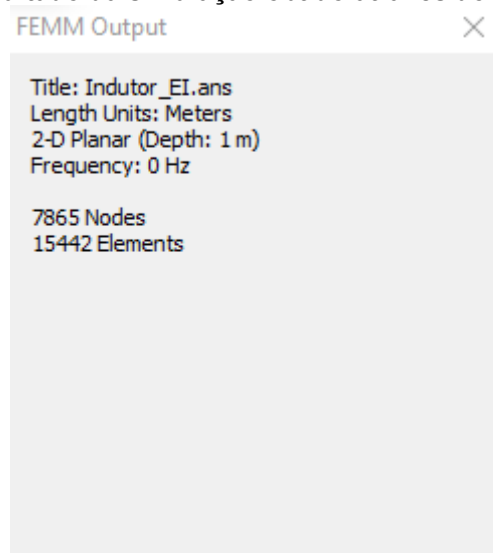 FEMM Output
Title: Indutor_EI.ans
Length Units: Meters
2-D Planar (Depth: 1 m)
Frequency: 0 Hz
7865 Nodes
15442 Elements